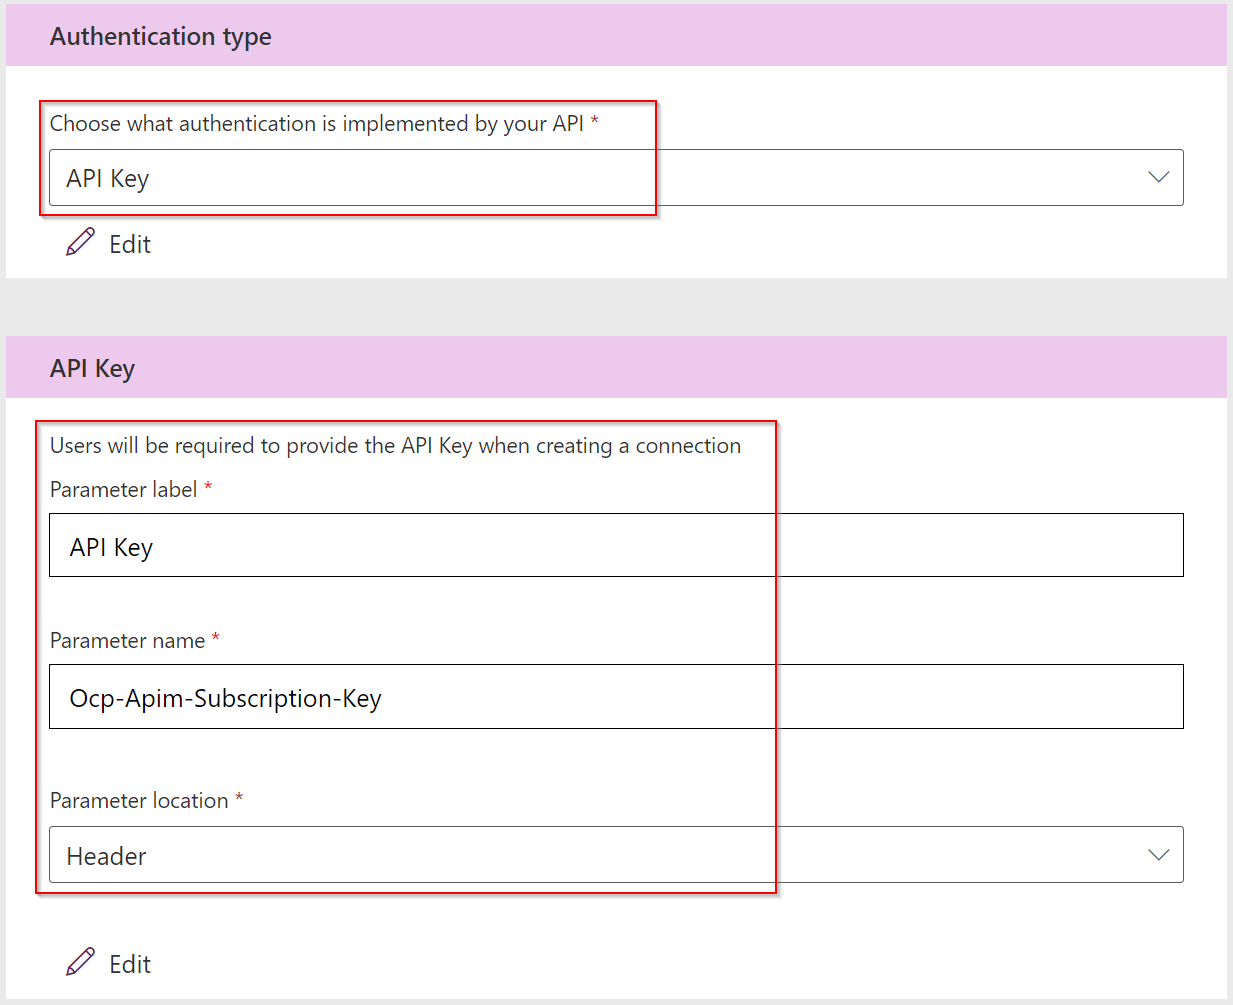 Authentication type
Choose what authentication is implemented by your API *
API Key
Edit
API Key
Users will be required to provide the API Key when creating a connection
Parameter label *
API Key
Parameter name *
Ocp-Apim-Subscription-Key
Parameter location *
Header
Edit